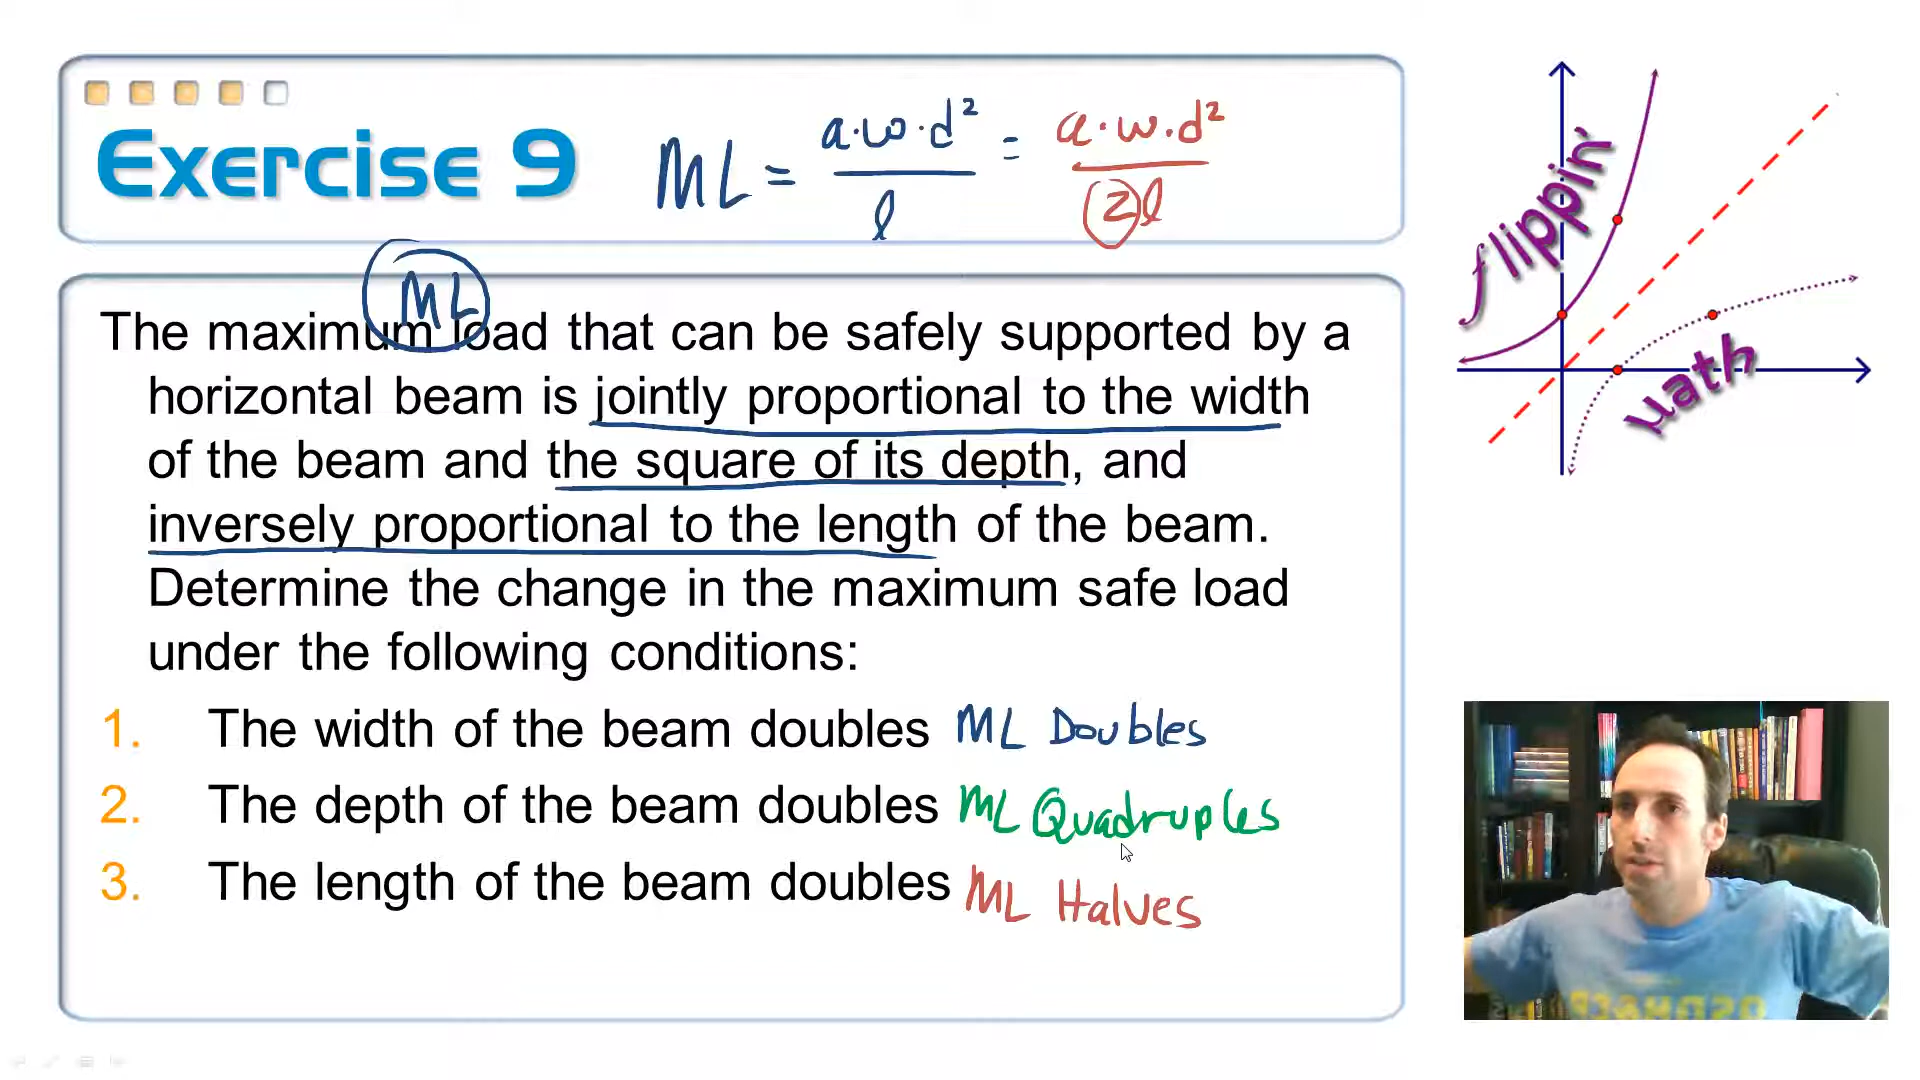 Exercise 9
ML = a·w·d² / l = a·w·d² / 2l
ML
The maximum load that can be safely supported by a
horizontal beam is jointly proportional to the width
of the beam and the square of its depth, and
inversely proportional to the length of the beam.
Determine the change in the maximum safe load
under the following conditions:
1. The width of the beam doubles ML Doubles
2. The depth of the beam doubles ML Quadruples
3. The length of the beam doubles ML Halves
flippin'
math